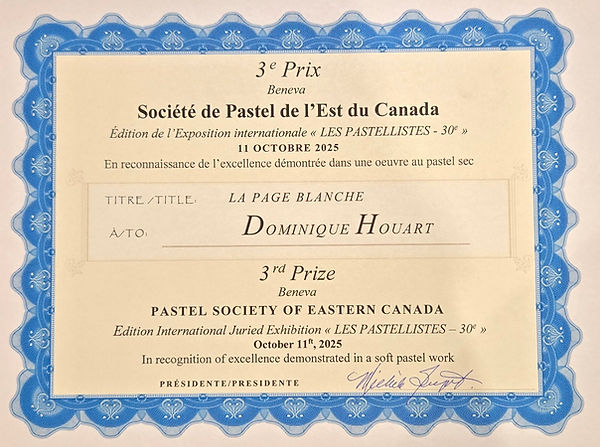 3e Prix
Beneva
Société de Pastel de l'Est du Canada
Édition de l'Exposition internationale « LES PASTELLISTES - 30e »
11 OCTOBRE 2025
En reconnaissance de l'excellence démontrée dans une oeuvre au pastel sec
TITRE/TITLE: LA PAGE BLANCHE
À/TO: DOMINIQUE HOUART
3rd Prize
Beneva
PASTEL SOCIETY OF EASTERN CANADA
Edition International Juried Exhibition « LES PASTELLISTES – 30e »
October 11th, 2025
In recognition of excellence demonstrated in a soft pastel work
PRÉSIDENTE/PRESIDENTE